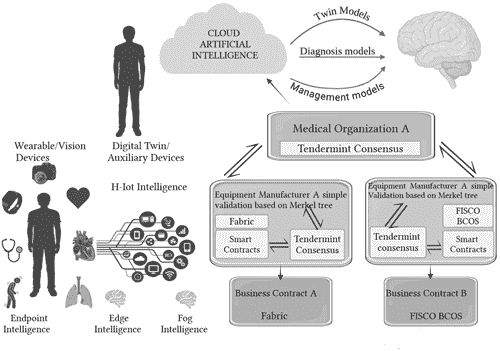 CLOUD
ARTIFICIAL
INTELLIGENCE
Twin Models
Diagnosis models
Management models
Wearable/Vision
Devices
Digital Twin/
Auxiliary Devices
H-Iot Intelligence
Endpoint
Intelligence
Edge
Intelligence
Fog
Intelligence
Medical Organization A
Tendermint Consensus
Equipment Manufacturer A simple
validation based on Merkel tree
Fabric
Smart
Contracts
Tendermint
Consensus
Equipment Manufacturer A simple
Validation based on Merkel tree
FISCO
BCOS
Tendermint
consensus
Smart
Contracts
Business Contract A
Fabric
Business Contract B
FISCO BCOS